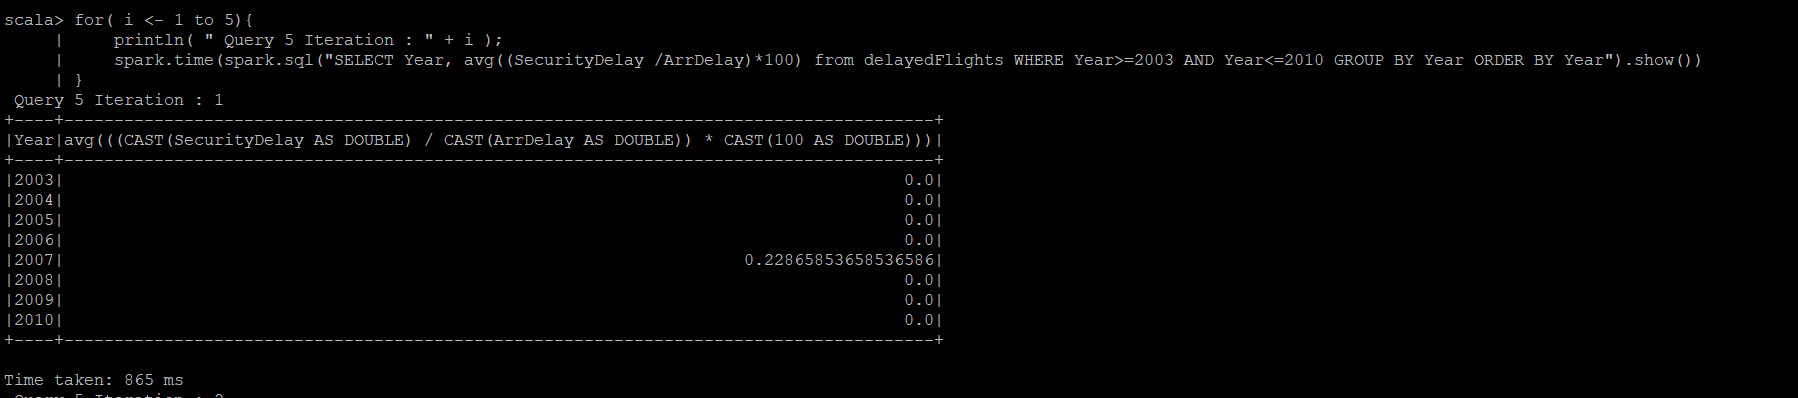 scala> for( i <- 1 to 5){
     |     println( " Query 5 Iteration : " + i );
     |     spark.time(spark.sql("SELECT Year, avg((SecurityDelay /ArrDelay)*100) from delayedFlights WHERE Year>=2003 AND Year<=2010 GROUP BY Year ORDER BY Year").show())
     | }
 Query 5 Iteration : 1
+----+---------------------------------------------------------------------------------------+
|Year|avg(((CAST(SecurityDelay AS DOUBLE) / CAST(ArrDelay AS DOUBLE)) * CAST(100 AS DOUBLE)))|
+----+---------------------------------------------------------------------------------------+
|2003|                                                                                    0.0|
|2004|                                                                                    0.0|
|2005|                                                                                    0.0|
|2006|                                                                                    0.0|
|2007|                                                                    0.22865853658536586|
|2008|                                                                                    0.0|
|2009|                                                                                    0.0|
|2010|                                                                                    0.0|
+----+---------------------------------------------------------------------------------------+
Time taken: 865 ms
 Query 5 Iteration : 2